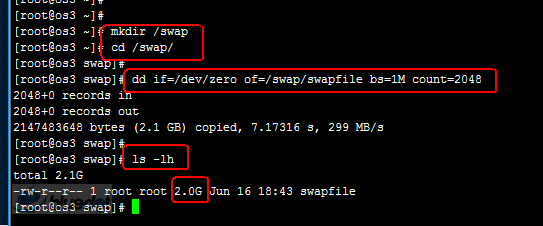 [root@os3 ~]#
[root@os3 ~]# mkdir /swap
[root@os3 ~]# cd /swap/
[root@os3 swap]#
[root@os3 swap]# dd if=/dev/zero of=/swap/swapfile bs=1M count=2048
2048+0 records in
2048+0 records out
2147483648 bytes (2.1 GB) copied, 7.17316 s, 299 MB/s
[root@os3 swap]#
[root@os3 swap]# ls -lh
total 2.1G
-rw-r--r-- 1 root root 2.0G Jun 16 18:43 swapfile
[root@os3 swap]#